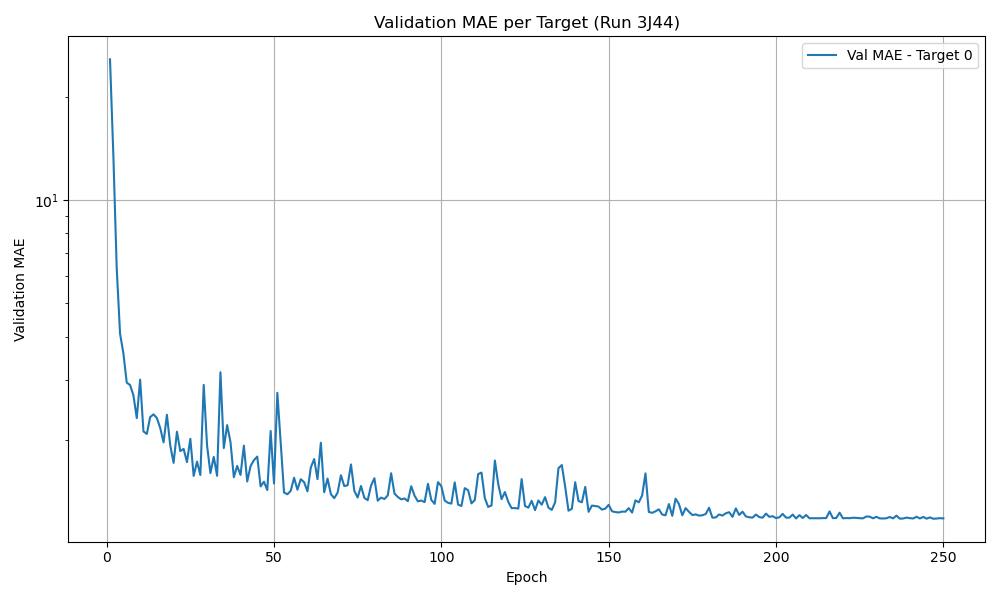 Validation MAE per Target (Run 3J44)
Val MAE - Target 0
10¹
Validation MAE
0 50 100 150 200 250
Epoch